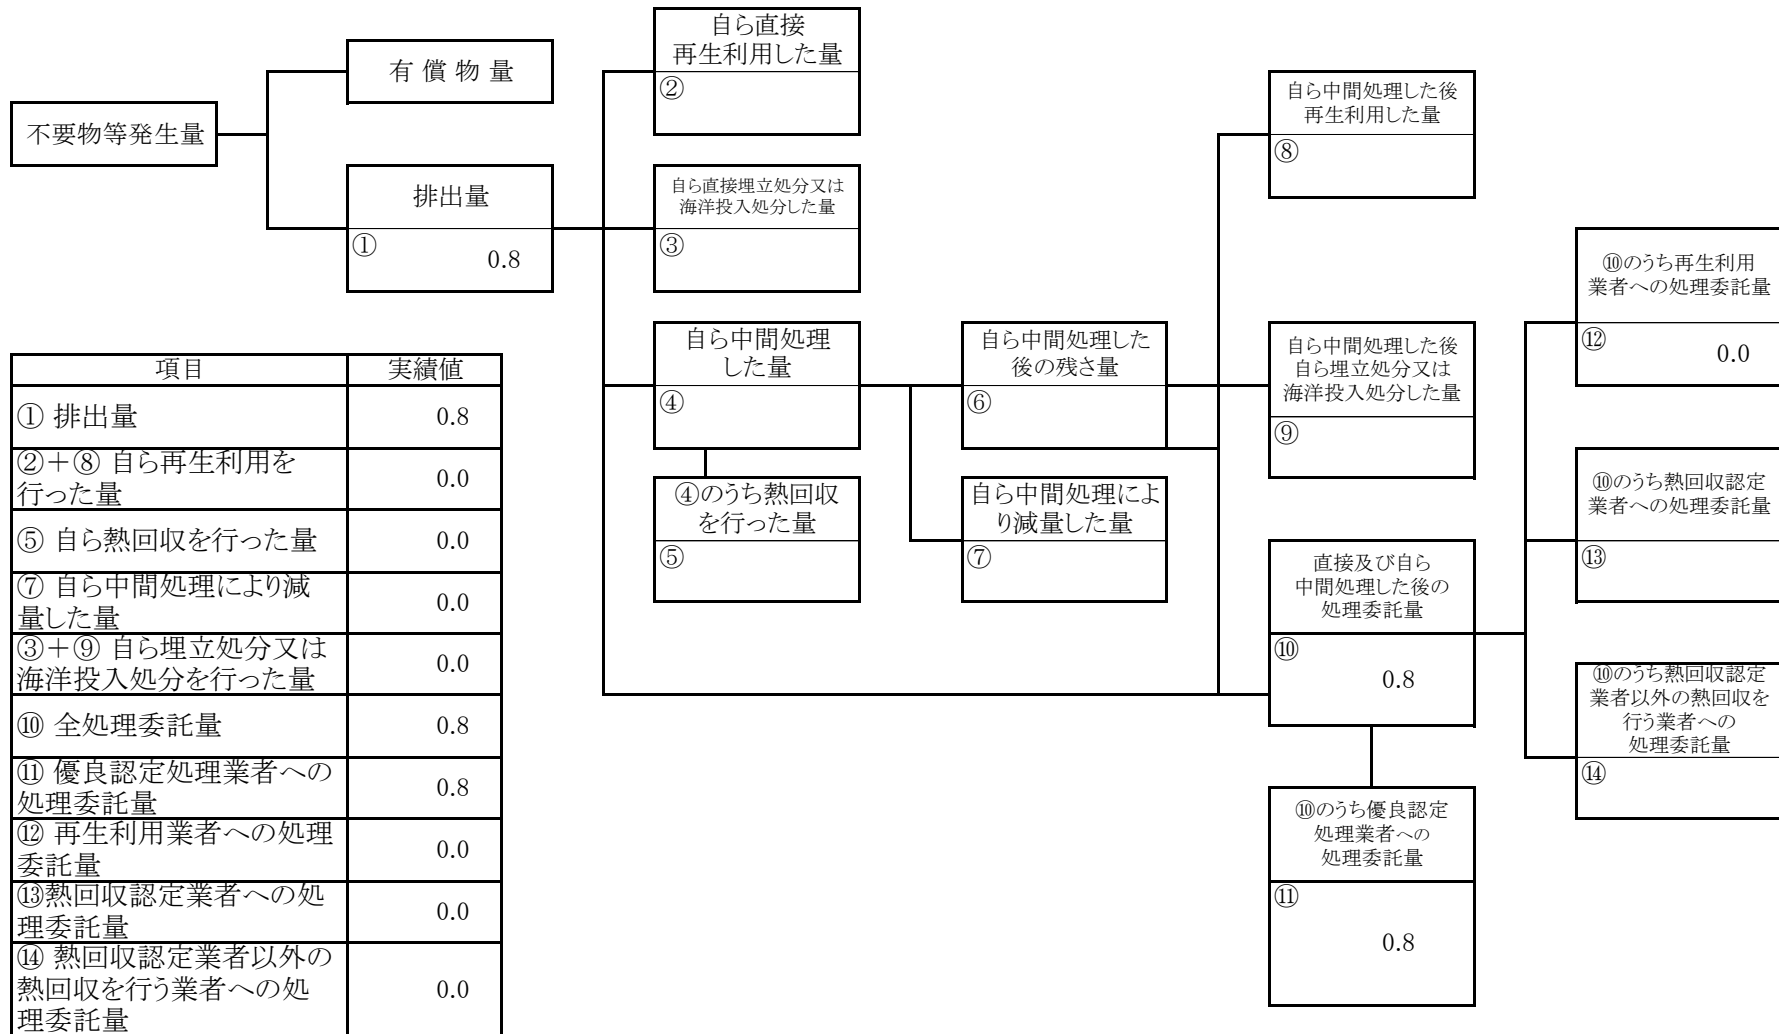 自ら直接
再生利用した量
②
有 償 物 量
不要物等発生量
排出量
①
0.8
自ら直接埋立処分又は
海洋投入処分した量
③
自ら中間処理した後
再生利用した量
⑧
自ら中間処理
した量
④
自ら中間処理した
後の残さ量
⑥
自ら中間処理した後
自ら埋立処分又は
海洋投入処分した量
⑨
⑩のうち再生利用
業者への処理委託量
⑫
0.0
④のうち熱回収
を行った量
⑤
自ら中間処理によ
り減量した量
⑦
直接及び自ら
中間処理した後の
処理委託量
⑩
0.8
⑩のうち熱回収認定
業者への処理委託量
⑬
⑩のうち熱回収認定
業者以外の熱回収を
行う業者への
処理委託量
⑭
⑩のうち優良認定
処理業者への
処理委託量
⑪
0.8
項目 実績値
① 排出量 0.8
②＋⑧ 自ら再生利用を
行った量 0.0
⑤ 自ら熱回収を行った量 0.0
⑦ 自ら中間処理により減
量した量 0.0
③＋⑨ 自ら埋立処分又は
海洋投入処分を行った量 0.0
⑩ 全処理委託量 0.8
⑪ 優良認定処理業者への
処理委託量 0.8
⑫ 再生利用業者への処理
委託量 0.0
⑬熱回収認定業者への処
理委託量 0.0
⑭ 熱回収認定業者以外の
熱回収を行う業者への処
理委託量 0.0